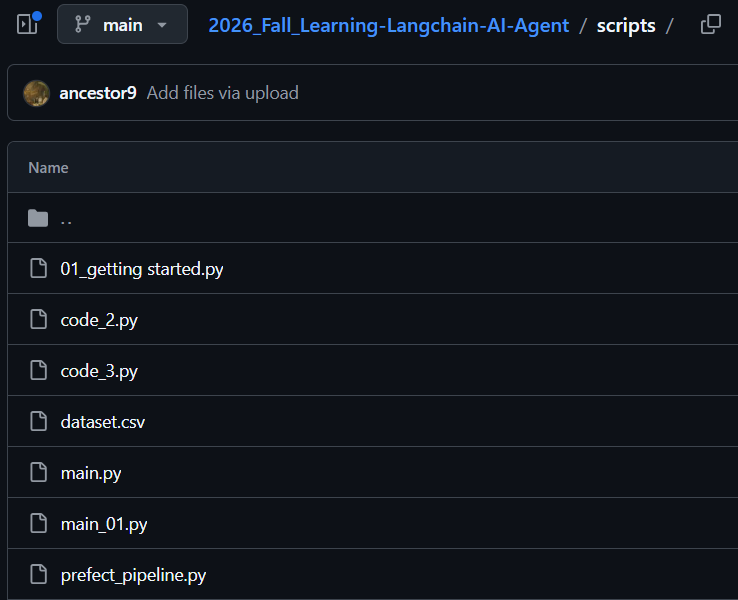 main 2026_Fall_Learning-Langchain-AI-Agent / scripts /
ancestor9 Add files via upload
Name
..
01_getting started.py
code_2.py
code_3.py
dataset.csv
main.py
main_01.py
prefect_pipeline.py